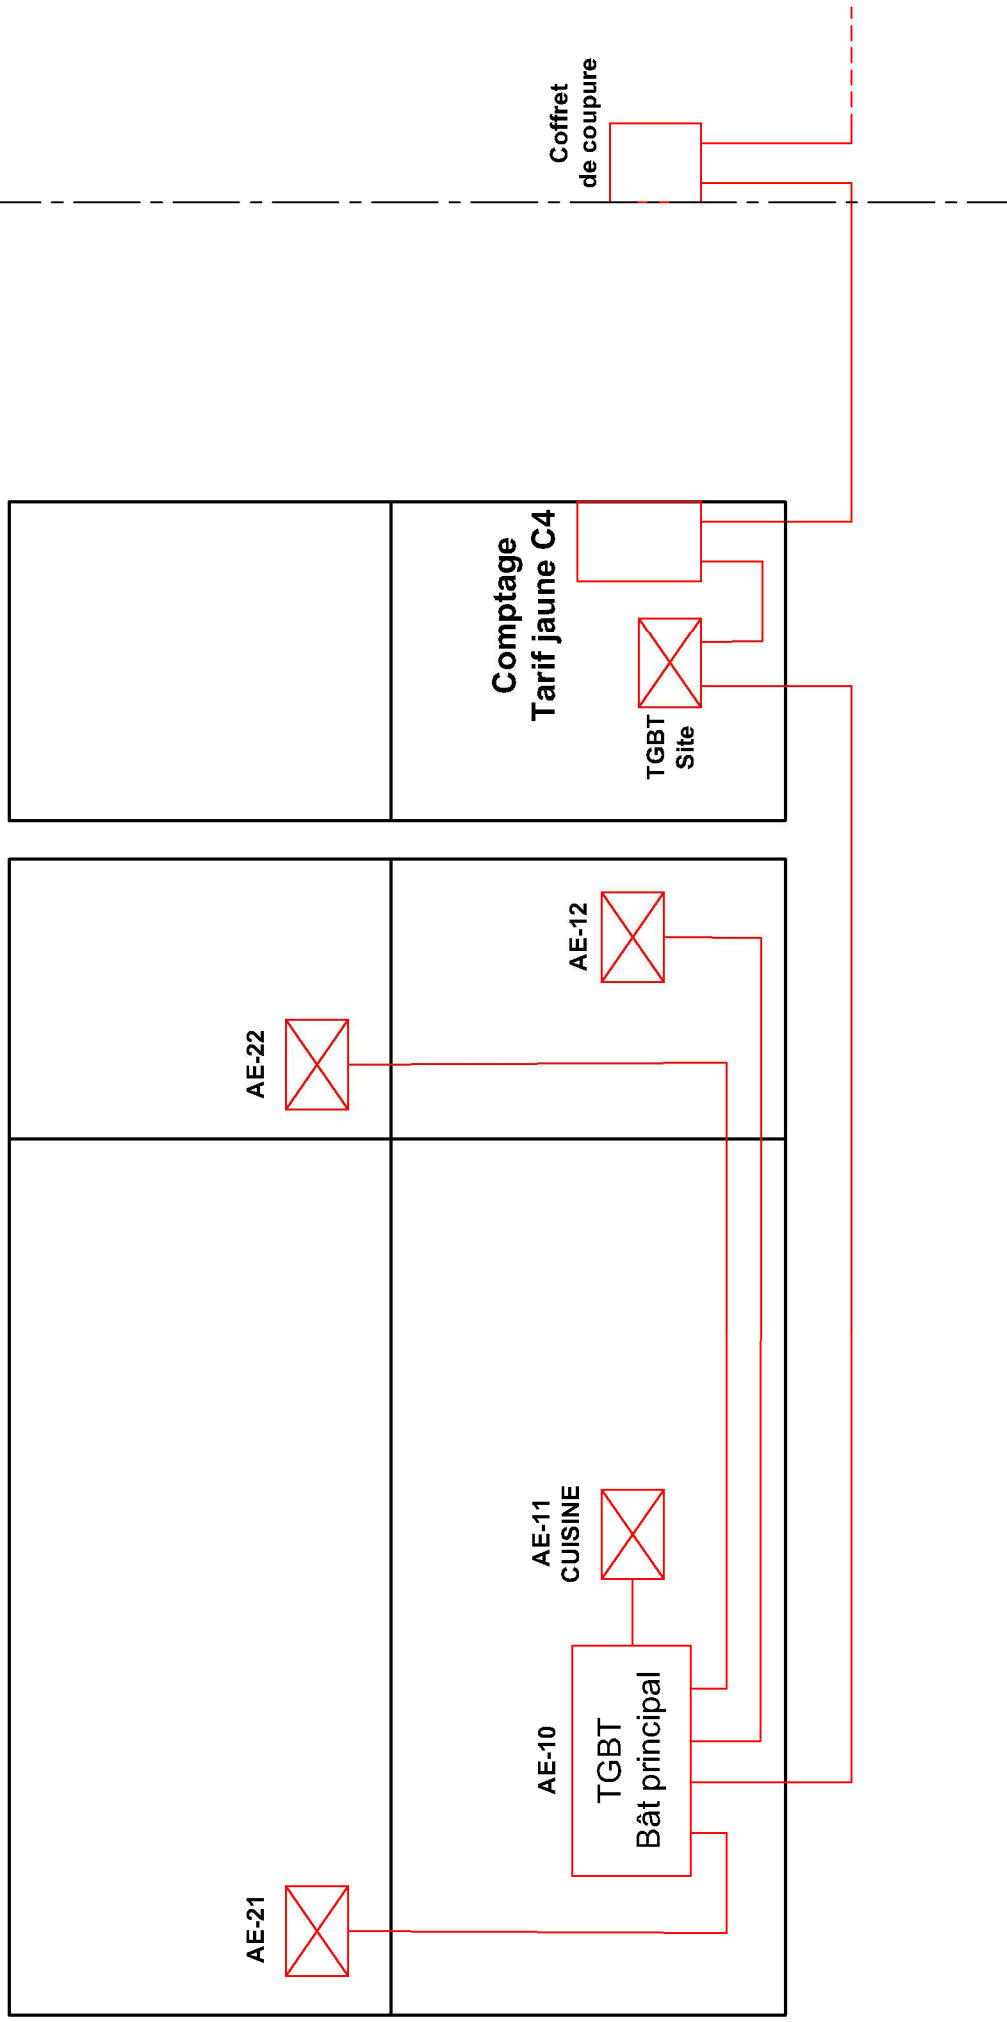 AE-21
AE-22
AE-10
TGBT
Bât principal
AE-11
CUISINE
AE-12
TGBT
Site
Comptage
Tarif jaune C4
Coffret
de coupure